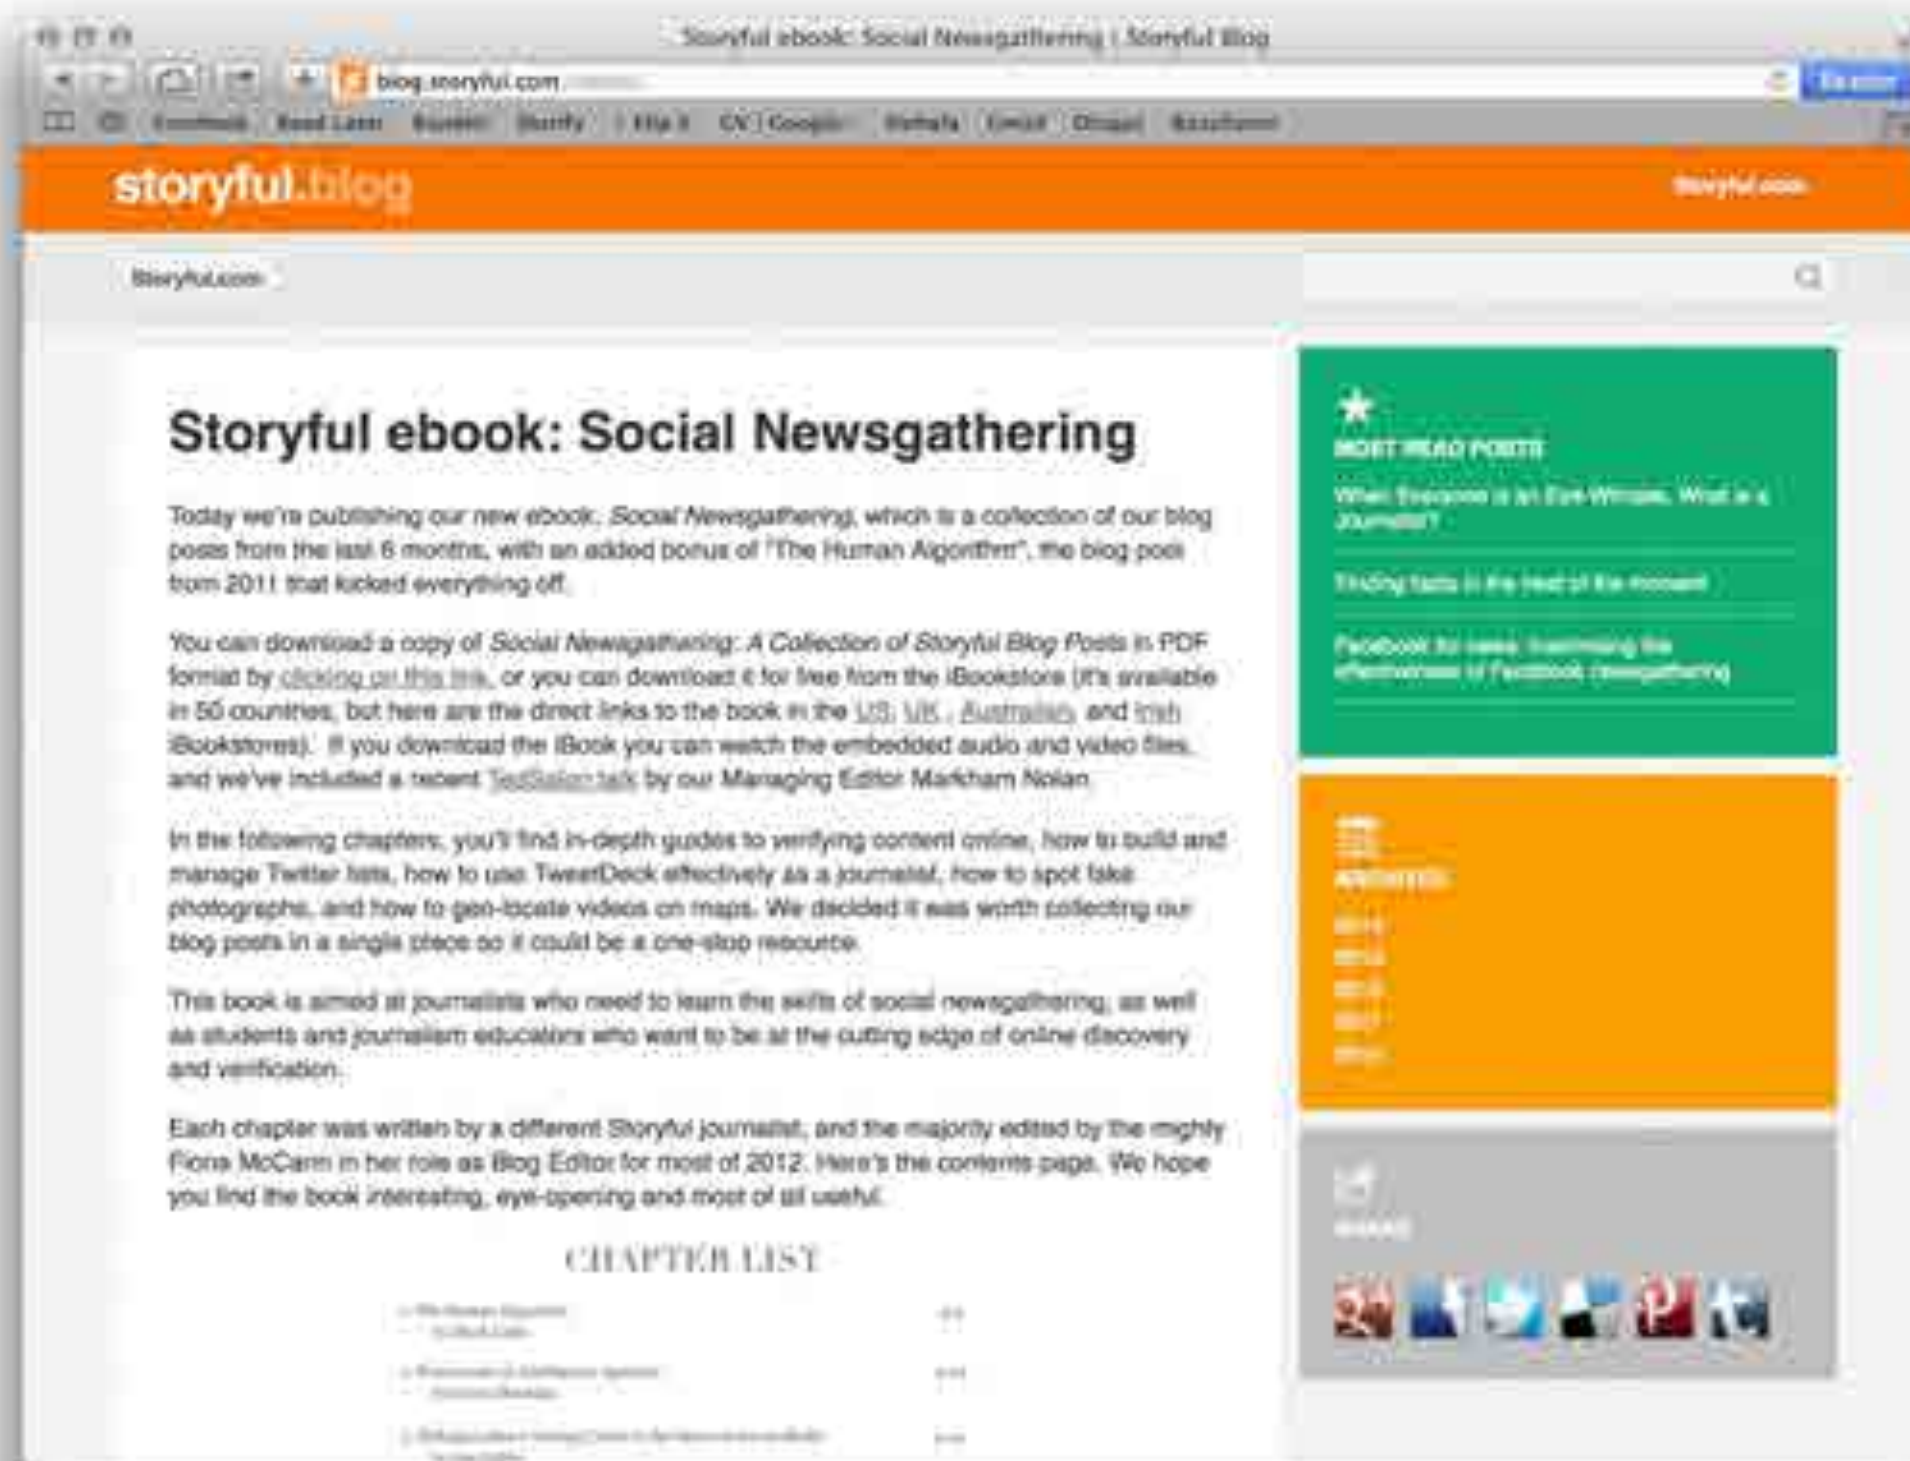 Storyful ebook: Social Newsgathering | Storyful Blog
blog.storyful.com
Read Later
Storify
Google
Gmail
storyful.blog
Storyful.com
Storyful.com
Storyful ebook: Social Newsgathering
Today we're publishing our new ebook, Social Newsgathering, which is a collection of our blog
posts from the last 6 months, with an added bonus of "The Human Algorithm", the blog post
from 2011 that kicked everything off.
You can download a copy of Social Newsgathering: A Collection of Storyful Blog Posts in PDF
format by clicking on this link, or you can download it for free from the iBookstore (it's available
in 50 countries, but here are the direct links to the book in the US, UK, Australian, and Irish
iBookstores). If you download the iBook you can watch the embedded audio and video files,
and we've included a recent TedSalon talk by our Managing Editor Markham Nolan.
In the following chapters, you'll find in-depth guides to verifying content online, how to build and
manage Twitter lists, how to use TweetDeck effectively as a journalist, how to spot fake
photographs, and how to geo-locate videos on maps. We decided it was worth collecting our
blog posts in a single place so it could be a one-stop resource.
This book is aimed at journalists who need to learn the skills of social newsgathering, as well
as students and journalism educators who want to be at the cutting edge of online discovery
and verification.
Each chapter was written by a different Storyful journalist, and the majority edited by the mighty
Fiona McCann in her role as Blog Editor for most of 2012. Here's the contents page. We hope
you find the book interesting, eye-opening and most of all useful.
CHAPTER LIST
MOST READ POSTS
When Everyone is an Eye-Witness, What is a
Journalist?
Finding facts in the heat of the moment
Facebook for news: maximising the
effectiveness of Facebook newsgathering
ARCHIVES
SHARE